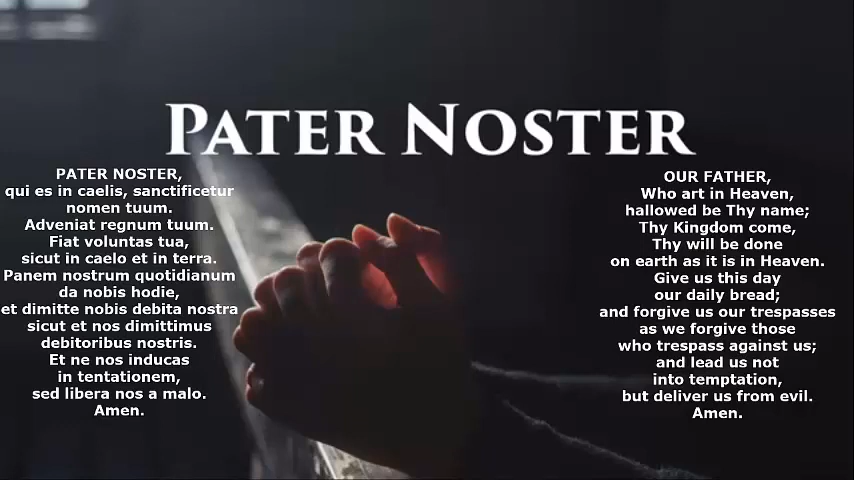 PATER NOSTER
PATER NOSTER,
qui es in caelis, sanctificetur
nomen tuum.
Adveniat regnum tuum.
Fiat voluntas tua,
sicut in caelo et in terra.
Panem nostrum quotidianum
da nobis hodie,
et dimitte nobis debita nostra
sicut et nos dimittimus
debitoribus nostris.
Et ne nos inducas
in tentationem,
sed libera nos a malo.
Amen.
OUR FATHER,
Who art in Heaven,
hallowed be Thy name;
Thy Kingdom come,
Thy will be done
on earth as it is in Heaven.
Give us this day
our daily bread;
and forgive us our trespasses
as we forgive those
who trespass against us;
and lead us not
into temptation,
but deliver us from evil.
Amen.